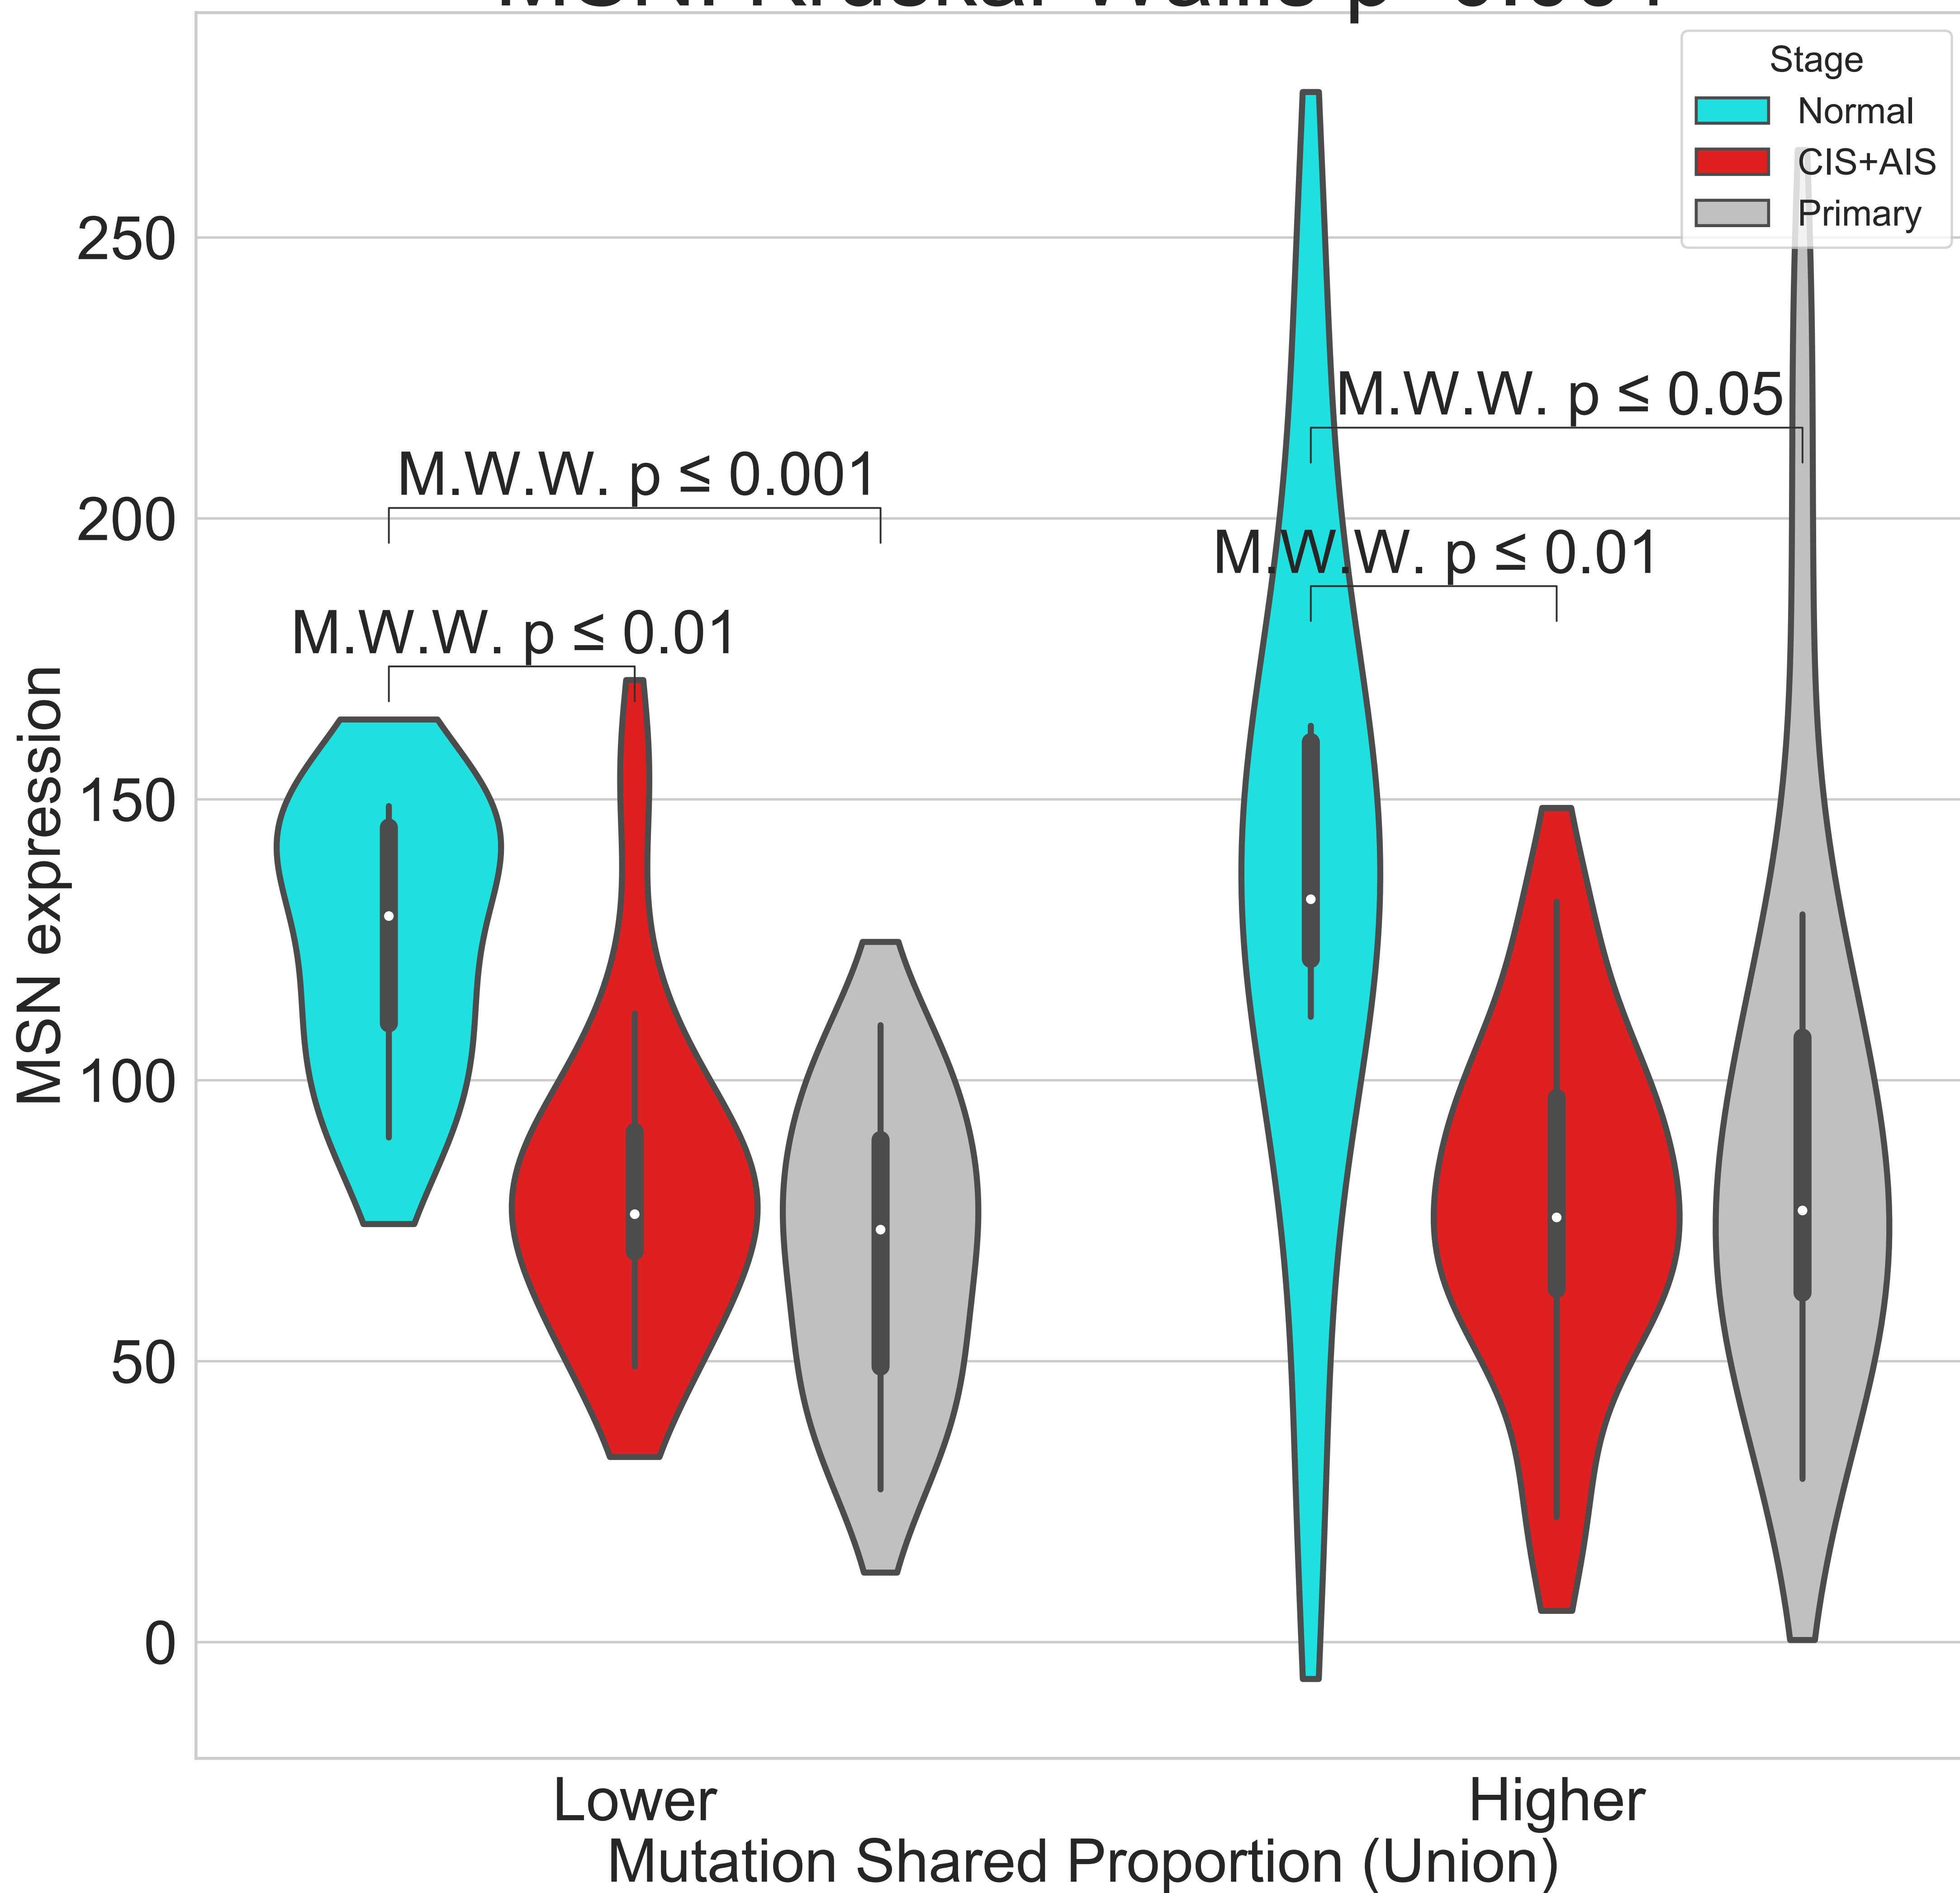 Stage
Normal
CIS+AIS
Primary
250
200
150
100
50
0
MSN expression
M.W.W. p ≤ 0.05
M.W.W. p ≤ 0.001
M.W.W. p ≤ 0.01
M.W.W. p ≤ 0.01
Lower
Higher
Mutation Shared Proportion (Union)